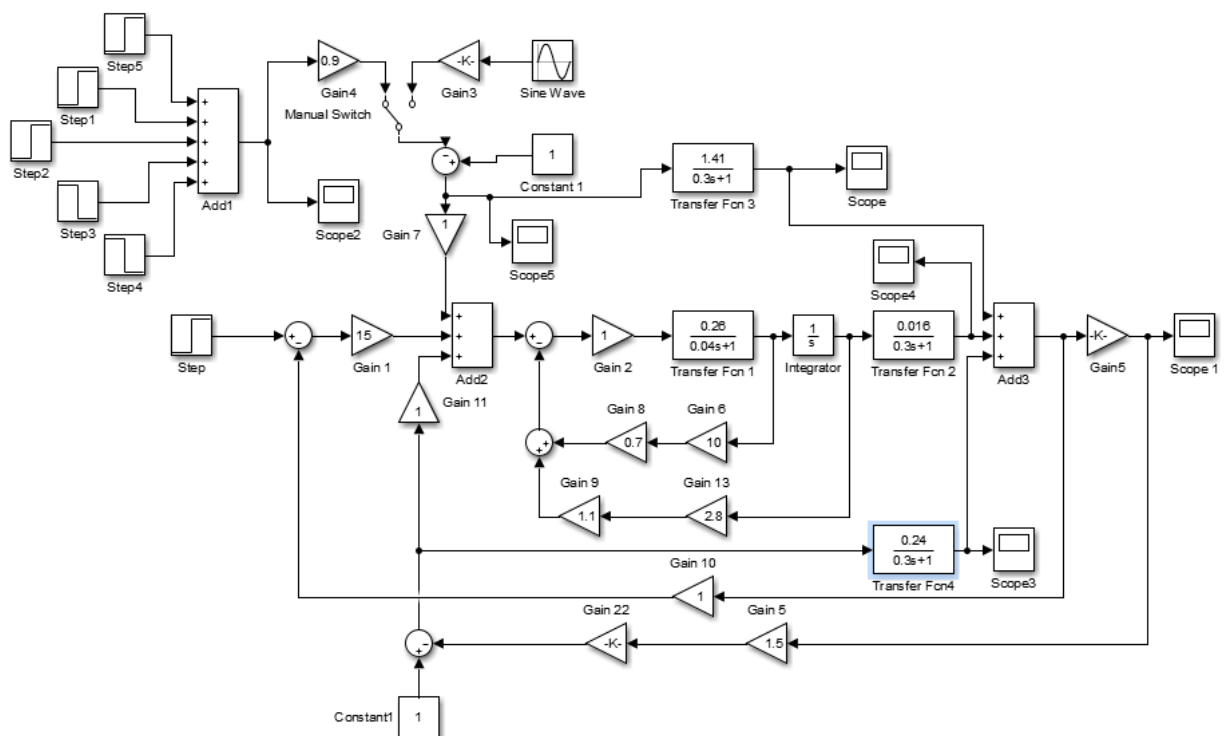 Step5
Step1
Step2
Step3
Step4
+
+
+
+
+
Add1
Scope2
0.9
Gain4
Manual Switch
-K-
Gain3
Sine Wave
-
+
1
Constant 1
1
Gain 7
Scope5
1.41
0.3s+1
Transfer Fcn 3
Scope
Scope4
Step
+
-
15
Gain 1
+
+
+
Add2
1
Gain 11
+
-
1
Gain 2
0.26
0.04s+1
Transfer Fcn 1
1
s
Integrator
0.016
0.3s+1
Transfer Fcn 2
+
+
+
Add3
-K-
Gain5
Scope 1
+
+
Gain 8
0.7
Gain 6
10
Gain 9
1.1
Gain 13
2.8
0.24
0.3s+1
Transfer Fcn4
Scope3
Gain 10
1
Gain 22
-K-
Gain 5
1.5
+
-
Constant1
1